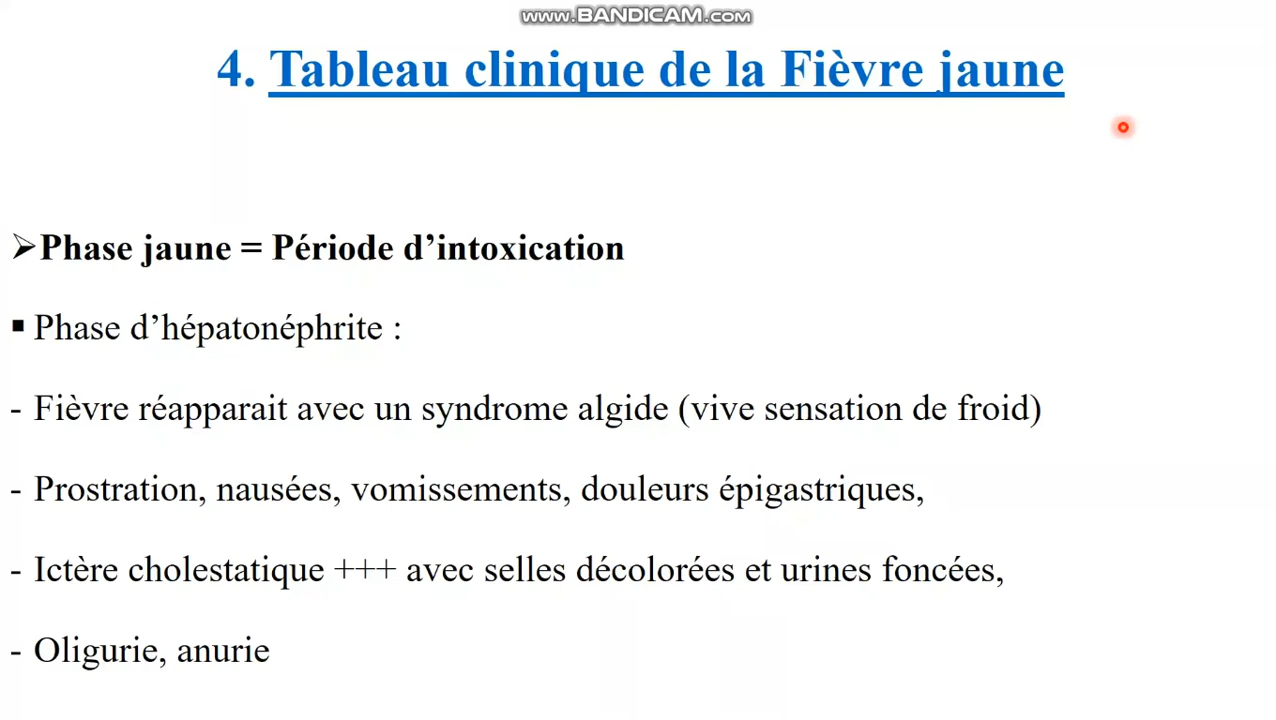 www.BANDICAM.com
4. Tableau clinique de la Fièvre jaune
➢Phase jaune = Période d’intoxication
▪ Phase d’hépatonéphrite :
- Fièvre réapparait avec un syndrome algide (vive sensation de froid)
- Prostration, nausées, vomissements, douleurs épigastriques,
- Ictère cholestatique +++ avec selles décolorées et urines foncées,
- Oligurie, anurie